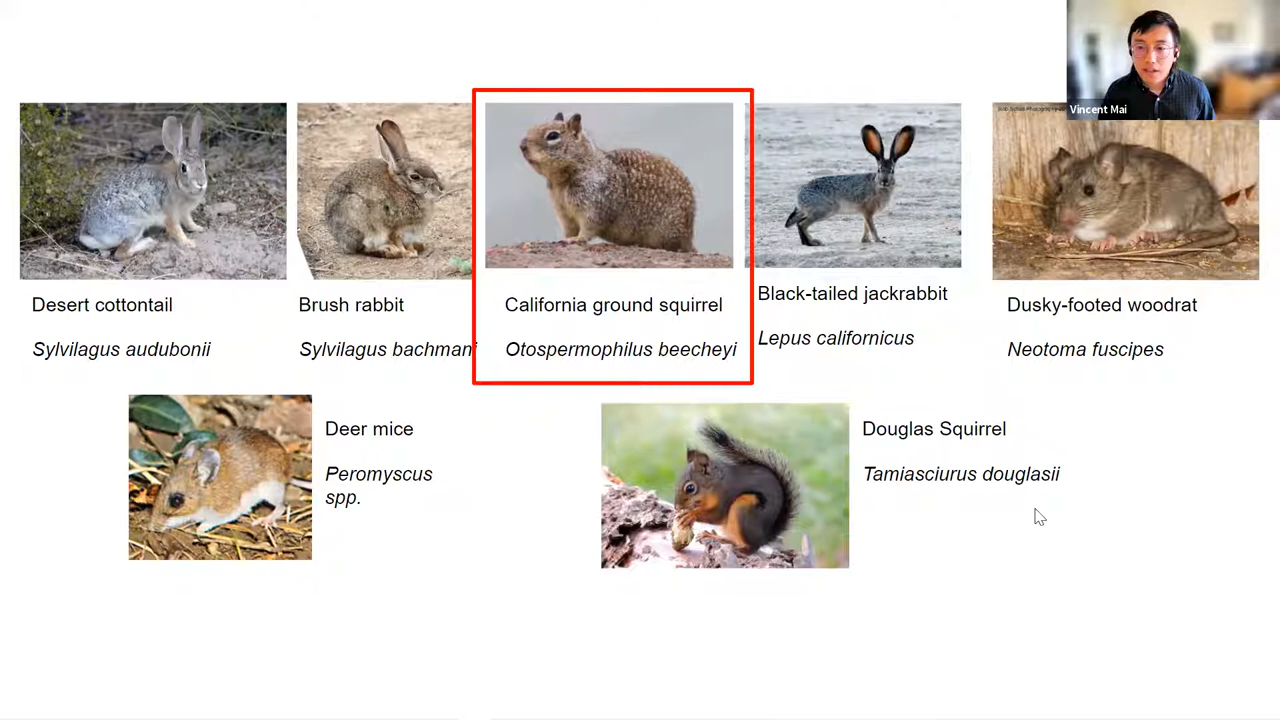 Vincent Mai
Desert cottontail
Sylvilagus audubonii
Brush rabbit
Sylvilagus bachmani
California ground squirrel
Otospermophilus beecheyi
Black-tailed jackrabbit
Lepus californicus
Dusky-footed woodrat
Neotoma fuscipes
Deer mice
Peromyscus
spp.
Douglas Squirrel
Tamiasciurus douglasii